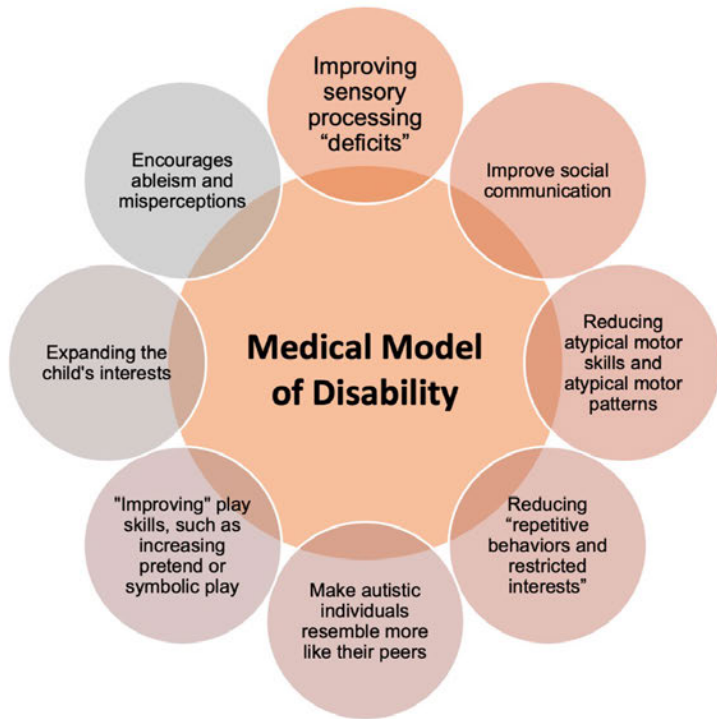 Improving
sensory
processing
“deficits”
Improve social
communication
Reducing
atypical motor
skills and
atypical motor
patterns
Reducing
“repetitive
behaviors and
restricted
interests”
Make autistic
individuals
resemble more
like their peers
"Improving" play
skills, such as
increasing
pretend or
symbolic play
Expanding the
child's interests
Encourages
ableism and
misperceptions
Medical Model
of Disability